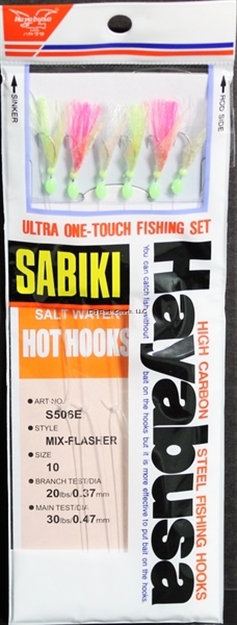 Hayabusa
SINKER
ROD SIDE
ULTRA ONE-TOUCH FISHING SET
SABIKI
SALT WATER
HOT HOOKS
ART NO.
S505E
STYLE
MIX-FLASHER
SIZE
10
BRANCH TEST/DIA
20lbs/0.37mm
MAIN TEST/DIA
30lbs/0.47mm
Hayabusa
HIGH CARBON STEEL FISHING HOOKS
You can catch fish without bait on the hooks but it is more effective to put bait on the hooks.